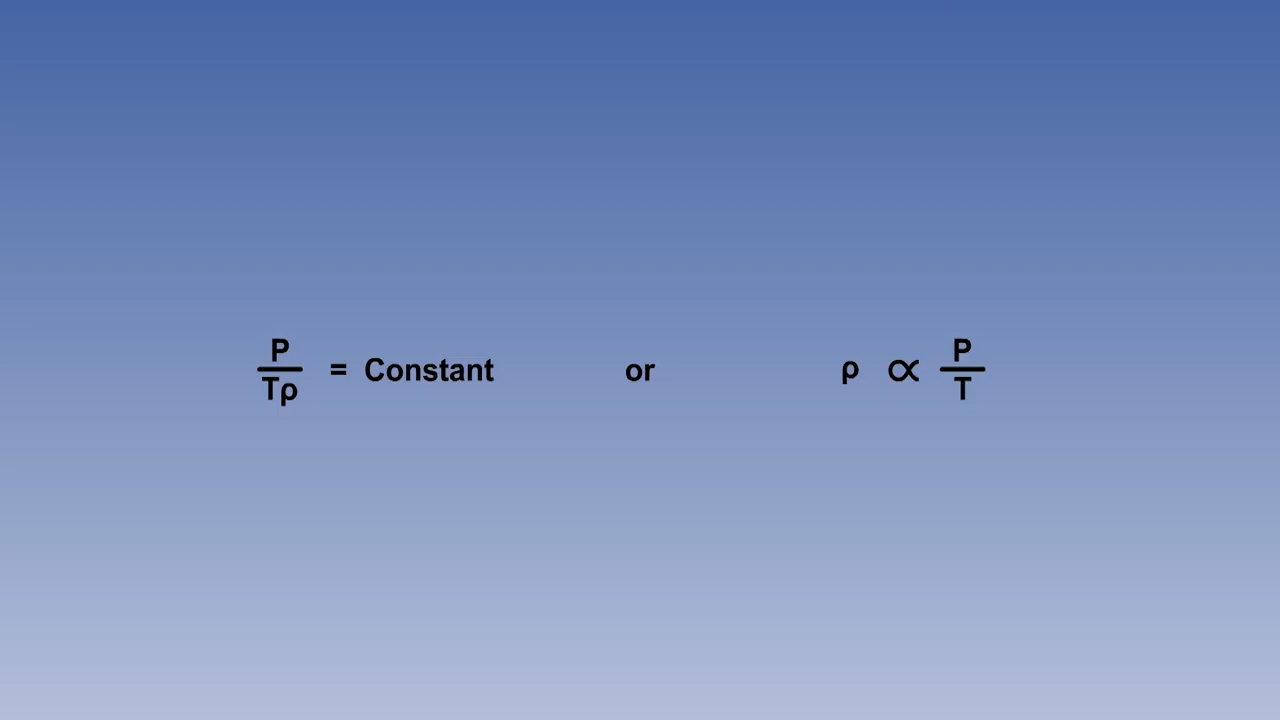 P/Tρ = Constant or ρ ∝ P/T